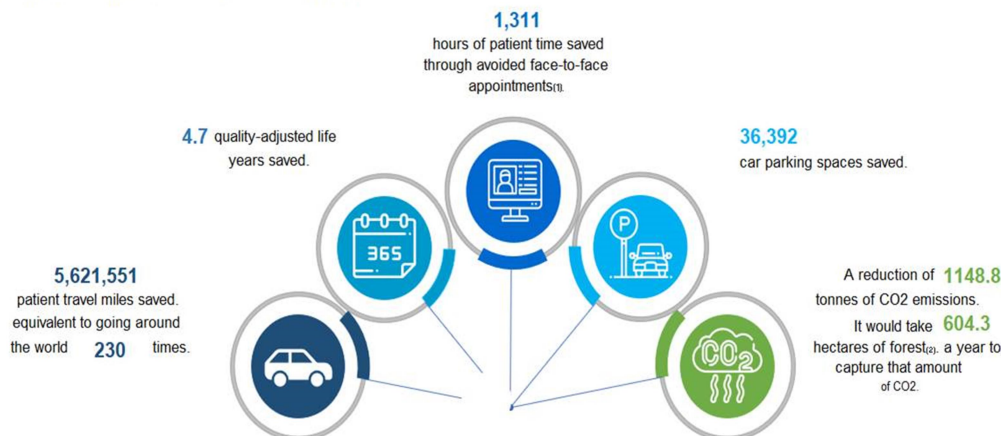 1,311
hours of patient time saved
through avoided face-to-face
appointments(1).
4.7 quality-adjusted life
years saved.
36,392
car parking spaces saved.
365
P
5,621,551
patient travel miles saved.
equivalent to going around
the world 230 times.
A reduction of 1148.8
tonnes of CO2 emissions.
It would take 604.3
hectares of forest(2). a year to
capture that amount
of CO2.
CO2